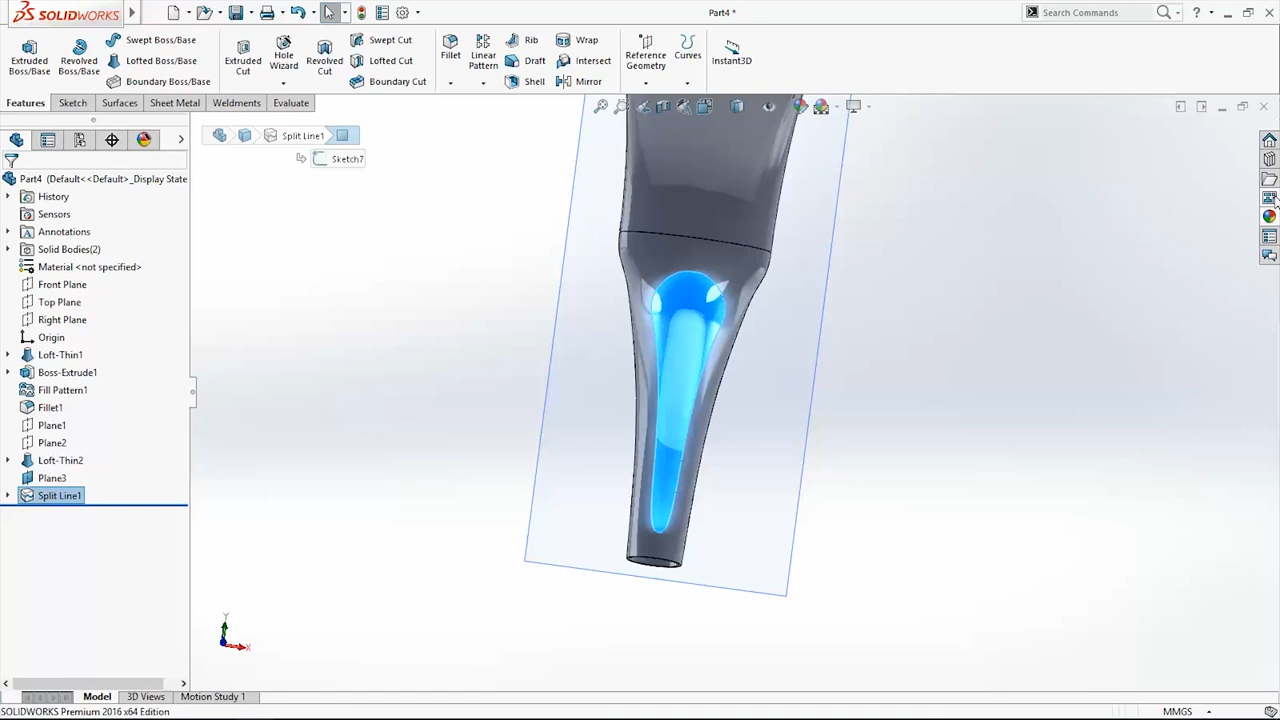 SOLIDWORKS
Part4 *
Search Commands
Extruded
Boss/Base
Revolved
Boss/Base
Swept Boss/Base
Lofted Boss/Base
Boundary Boss/Base
Extruded
Cut
Hole
Wizard
Revolved
Cut
Swept Cut
Lofted Cut
Boundary Cut
Fillet
Linear
Pattern
Rib
Draft
Shell
Wrap
Intersect
Mirror
Reference
Geometry
Curves
Instant3D
Features
Sketch
Surfaces
Sheet Metal
Weldments
Evaluate
Split Line1
Sketch7
Part4 (Default<<Default>_Display State
History
Sensors
Annotations
Solid Bodies(2)
Material <not specified>
Front Plane
Top Plane
Right Plane
Origin
Loft-Thin1
Boss-Extrude1
Fill Pattern1
Fillet1
Plane1
Plane2
Loft-Thin2
Plane3
Split Line1
Y
X
Model
3D Views
Motion Study 1
SOLIDWORKS Premium 2016 x64 Edition
MMGS